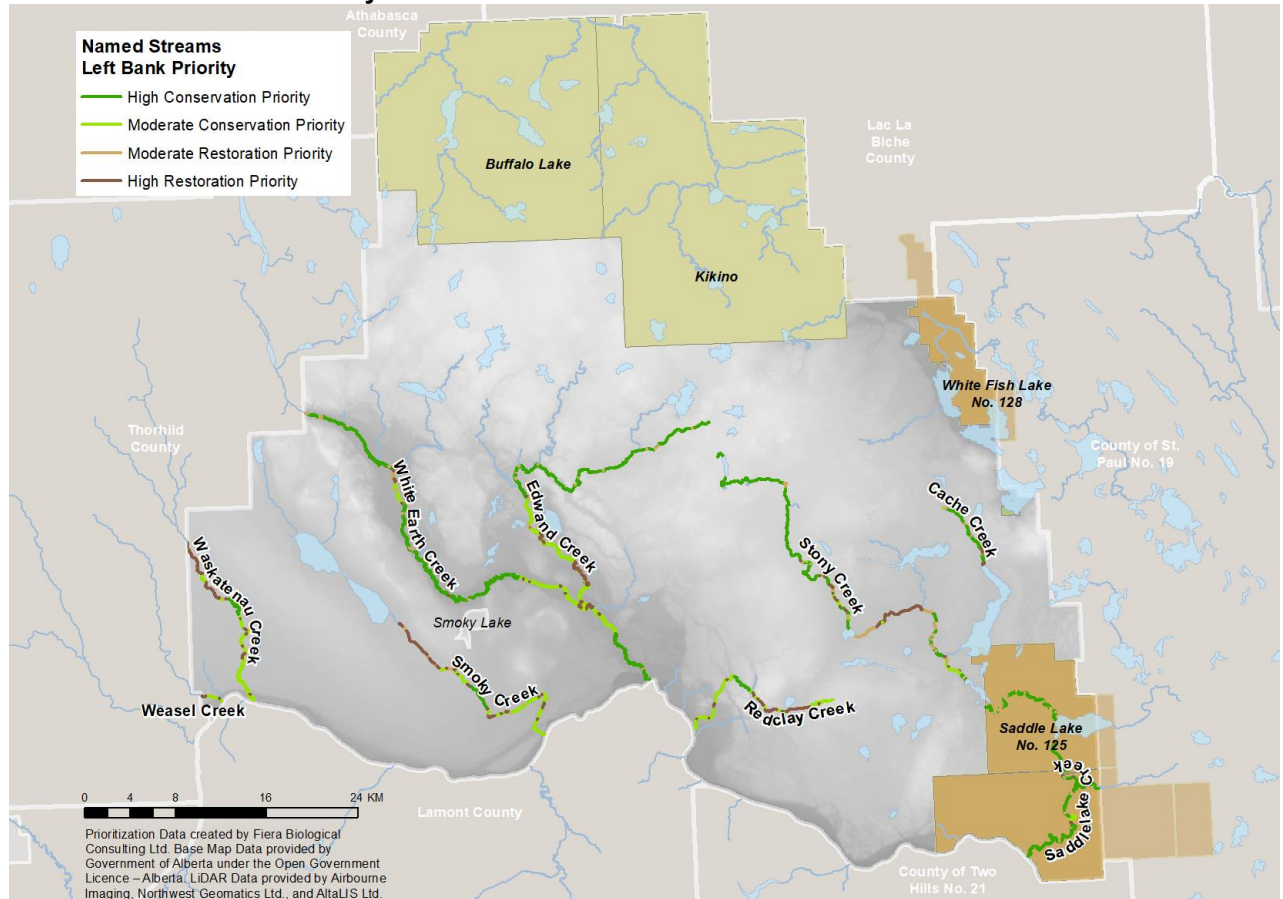 Athabasca
County
Named Streams
Left Bank Priority
High Conservation Priority
Moderate Conservation Priority
Moderate Restoration Priority
High Restoration Priority
Lac La
Biche
County
Buffalo Lake
Kikino
White Fish Lake
No. 128
Thorhild
County
County of St.
Paul No. 19
White Earth Creek
Edwand Creek
Cache Creek
Stony Creek
Waskatenau Creek
Smoky Lake
Smoky Creek
Weasel Creek
Redclay Creek
Saddle Lake
No. 125
Saddlelake Creek
0 4 8 16 24 KM
Lamont County
Prioritization Data created by Fiera Biological
Consulting Ltd. Base Map Data provided by
Government of Alberta under the Open Government
Licence – Alberta. LiDAR Data provided by Airbourne
Imaging, Northwest Geomatics Ltd., and AltaLIS Ltd.
County of Two
Hills No. 21